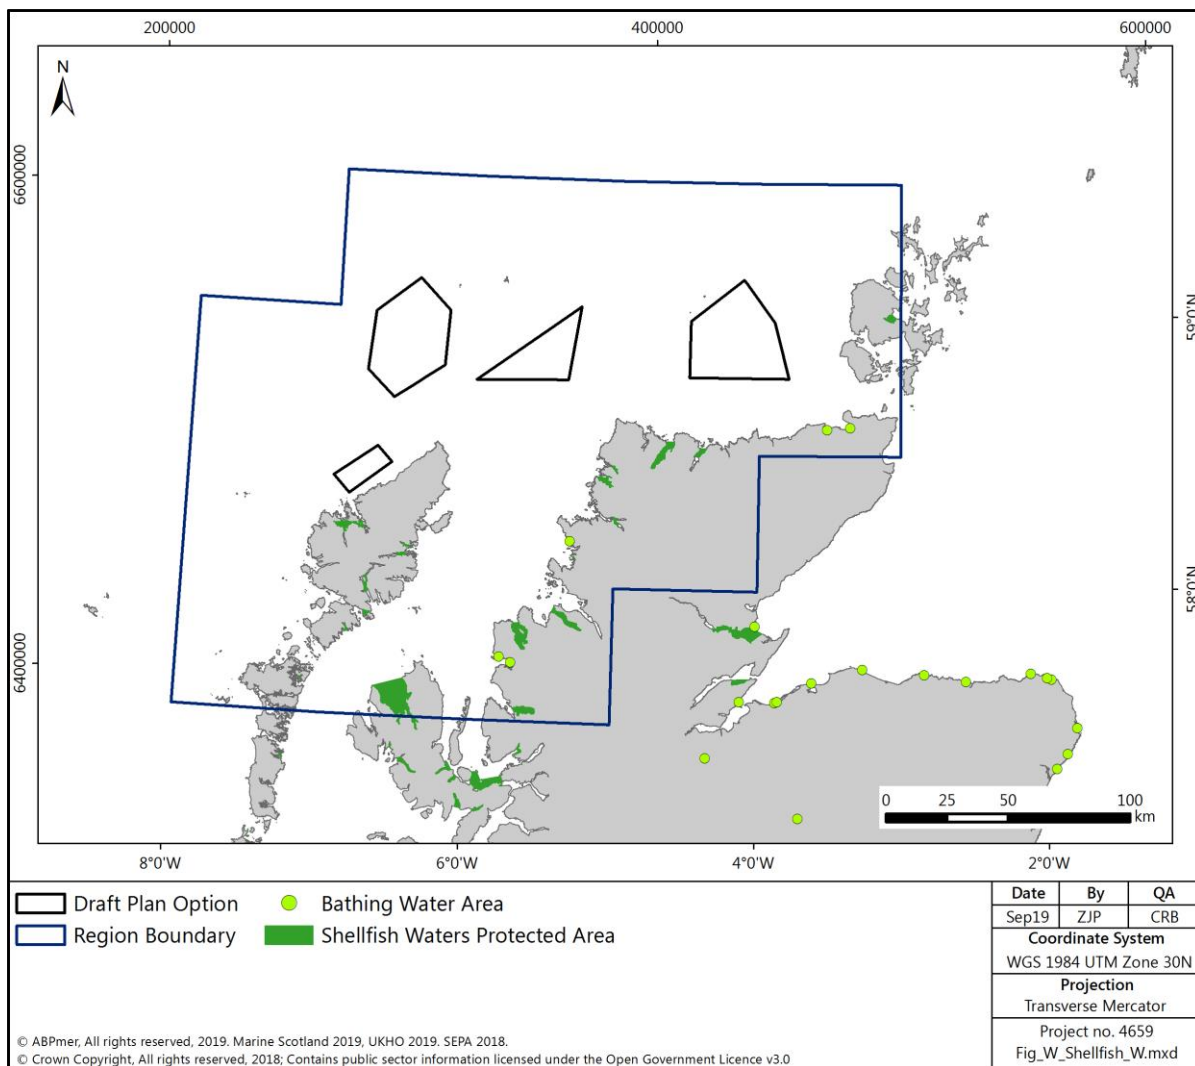 200000 400000 600000
N
6600000
59°0'N
58°0'N
6400000
0 25 50 100
km
8°0'W 6°0'W 4°0'W 2°0'W
Draft Plan Option Bathing Water Area
Region Boundary Shellfish Waters Protected Area
Date By QA
Sep19 ZJP CRB
Coordinate System
WGS 1984 UTM Zone 30N
Projection
Transverse Mercator
Project no. 4659
Fig_W_Shellfish_W.mxd
© ABPmer, All rights reserved, 2019. Marine Scotland 2019, UKHO 2019. SEPA 2018.
© Crown Copyright, All rights reserved, 2018; Contains public sector information licensed under the Open Government Licence v3.0